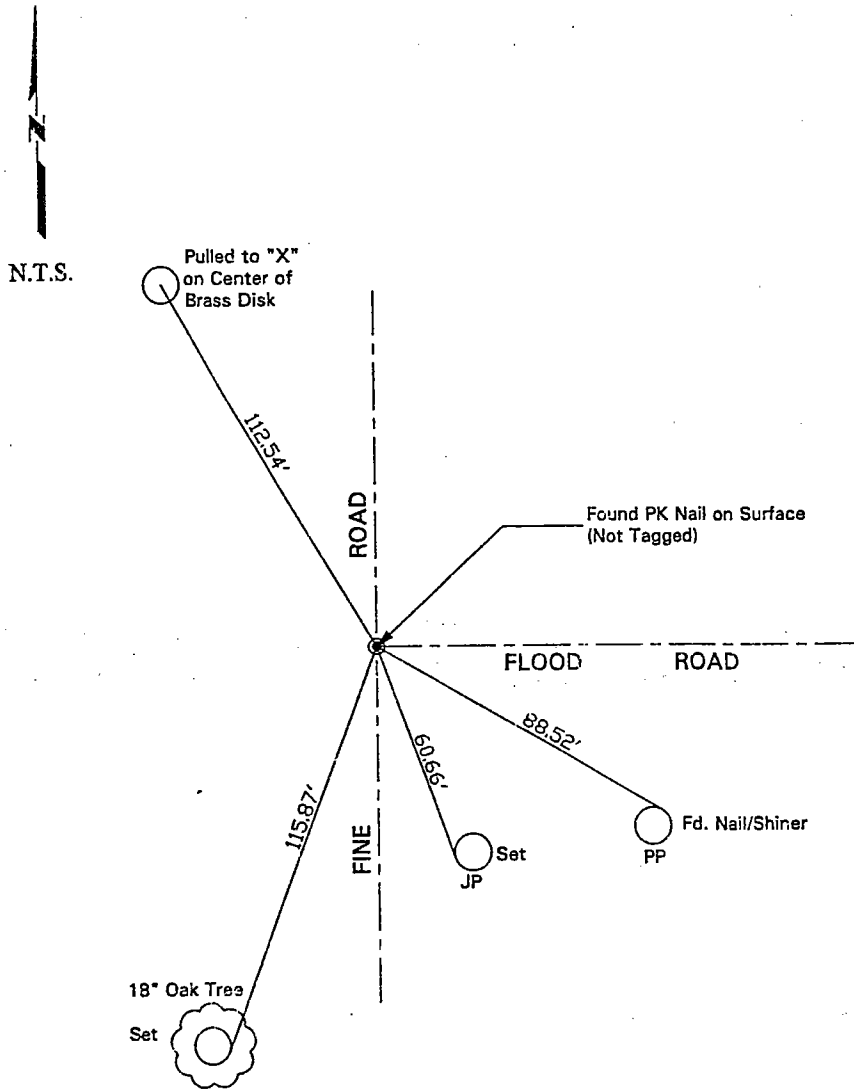 N
N.T.S.
Pulled to "X"
on Center of
Brass Disk
112.54'
ROAD
Found PK Nail on Surface
(Not Tagged)
FLOOD ROAD
88.52'
60.66'
115.87'
FINE
Set
JP
Fd. Nail/Shiner
PP
18" Oak Tree
Set